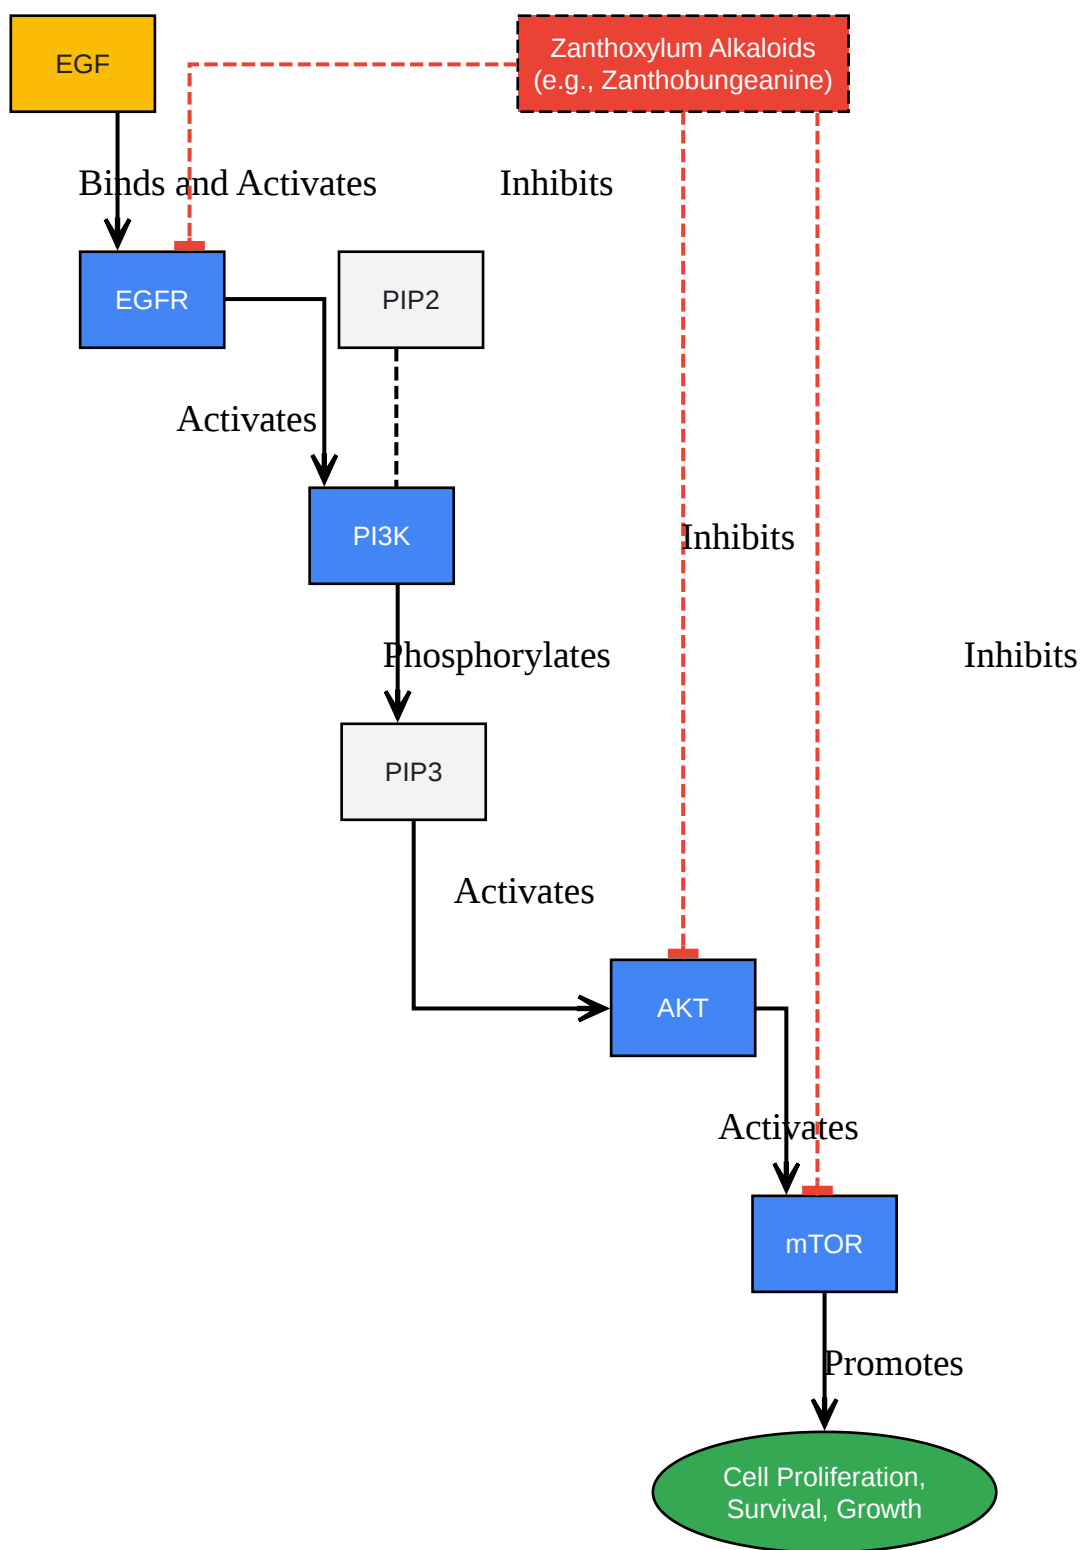 EGF
Zanthoxylum Alkaloids
(e.g., Zanthobungeanine)
Binds and Activates
Inhibits
EGFR
PIP2
Activates
PI3K
Inhibits
Phosphorylates
Inhibits
PIP3
Activates
AKT
Activates
mTOR
Promotes
Cell Proliferation,
Survival, Growth